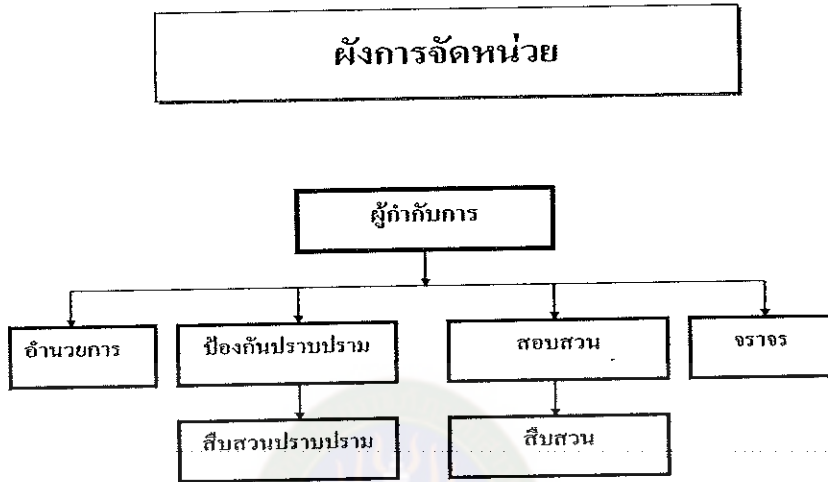 ผังการจัดหน่วย
ผู้กำกับการ
อำนวยการ
ป้องกันปราบปราม
สอบสวน
จราจร
สืบสวนปราบปราม
สืบสวน